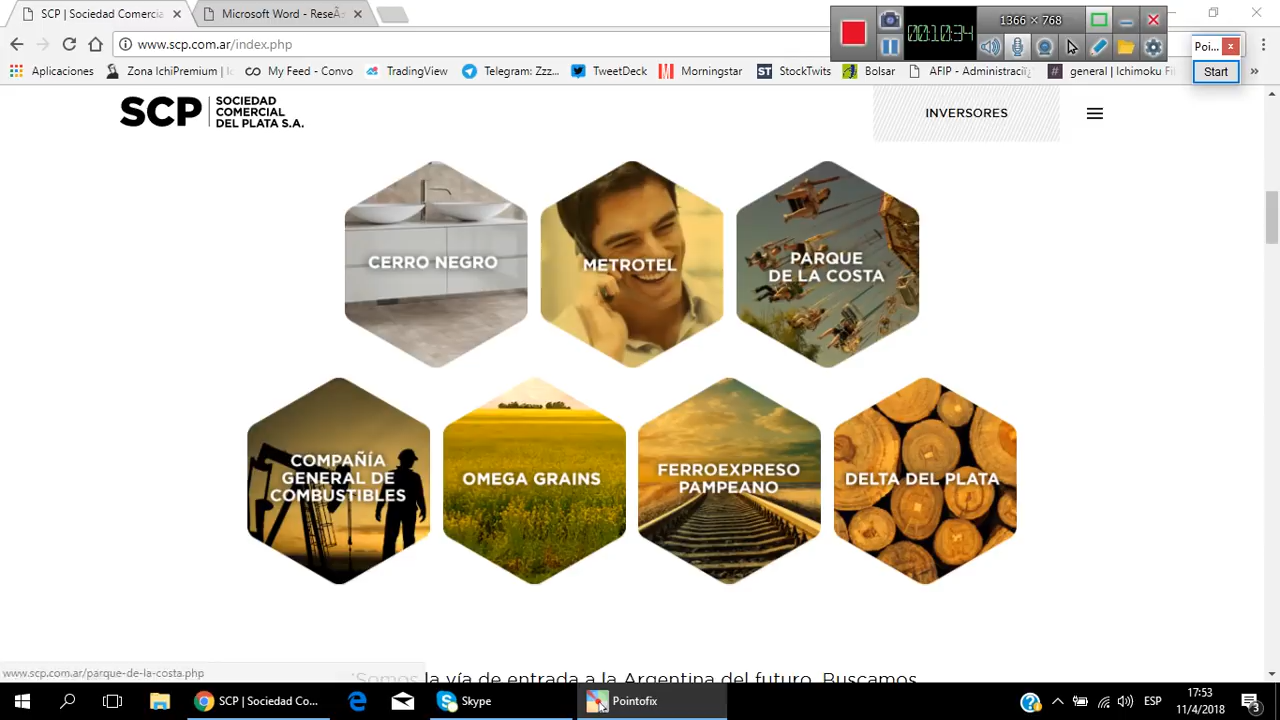 SCP | Sociedad Comercia
Microsoft Word - Rese
1366 × 768
00:10:34
Poi...
www.scp.com.ar/index.php
Start
Aplicaciones
Zona IchiPremium | I
My Feed - Convo
TradingView
Telegram: Zzz...
TweetDeck
Morningstar
StockTwits
Bolsar
AFIP - Administraci
general | Ichimoku Fi
»
SCP
SOCIEDAD
COMERCIAL
DEL PLATA S.A.
INVERSORES
CERRO NEGRO
METROTEL
PARQUE
DE LA COSTA
COMPAÑÍA
GENERAL DE
COMBUSTIBLES
OMEGA GRAINS
FERROEXPRESO
PAMPEANO
DELTA DEL PLATA
www.scp.com.ar/parque-de-la-costa.php
"Somos la vía de entrada a la Argentina del futuro. Buscamos
SCP | Sociedad Co...
Skype
Pointofix
ESP
17:53
11/4/2018
3